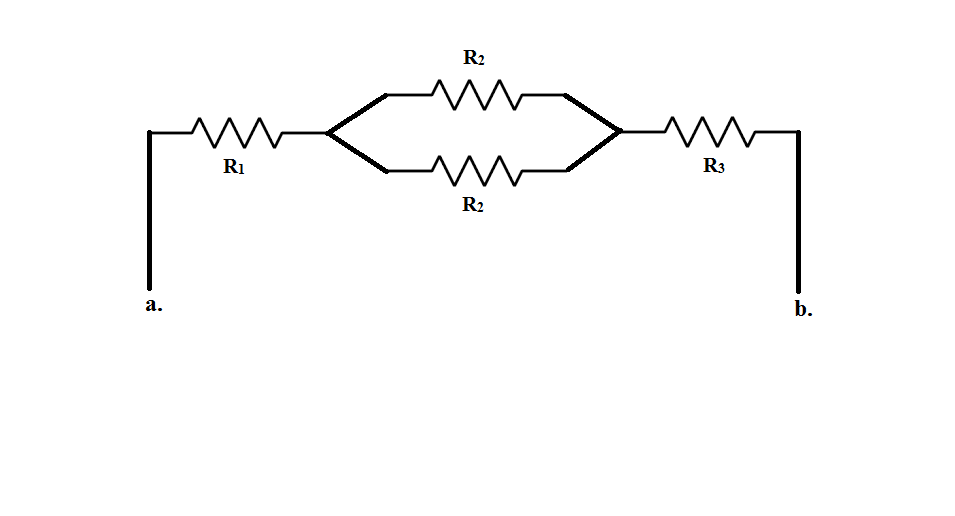 R₂
R₁
R₃
R₂
a.
b.